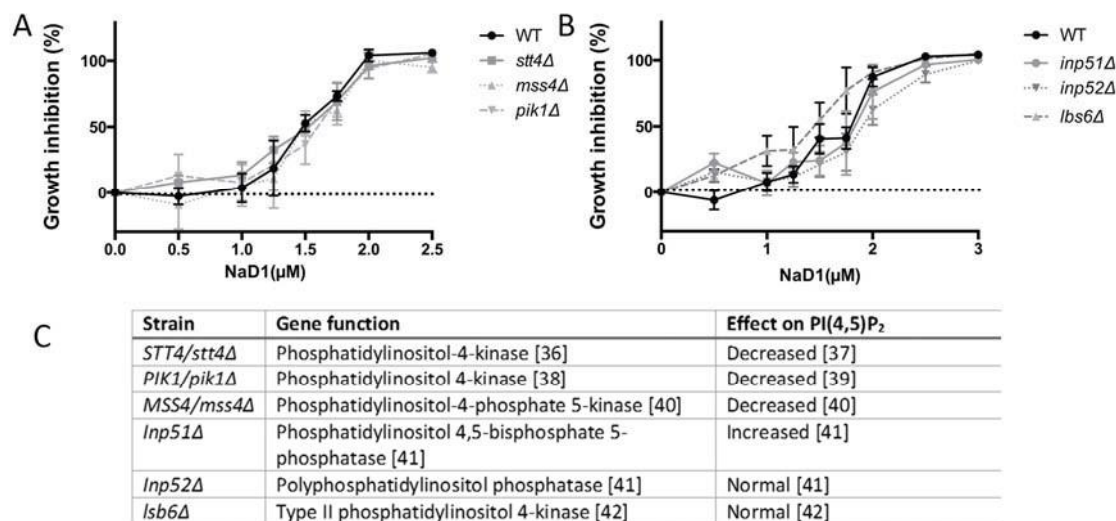 A
Growth inhibition (%)
100
50
0
0.0 0.5 1.0 1.5 2.0 2.5
NaD1(µM)
WT
stt4Δ
mss4Δ
pik1Δ
B
Growth inhibition (%)
100
50
0
0 1 2 3
NaD1(µM)
WT
inp51Δ
inp52Δ
lbs6Δ
C
Strain Gene function Effect on PI(4,5)P₂
STT4/stt4Δ Phosphatidylinositol-4-kinase [36] Decreased [37]
PIK1/pik1Δ Phosphatidylinositol 4-kinase [38] Decreased [39]
MSS4/mss4Δ Phosphatidylinositol-4-phosphate 5-kinase [40] Decreased [40]
Inp51Δ Phosphatidylinositol 4,5-bisphosphate 5- Increased [41]
phosphatase [41]
Inp52Δ Polyphosphatidylinositol phosphatase [41] Normal [41]
lsb6Δ Type II phosphatidylinositol 4-kinase [42] Normal [42]